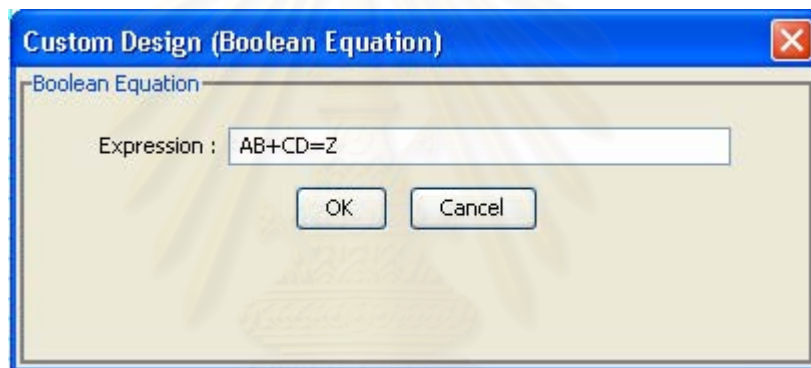 Custom Design (Boolean Equation)
Boolean Equation
Expression : AB+CD=Z
OK Cancel